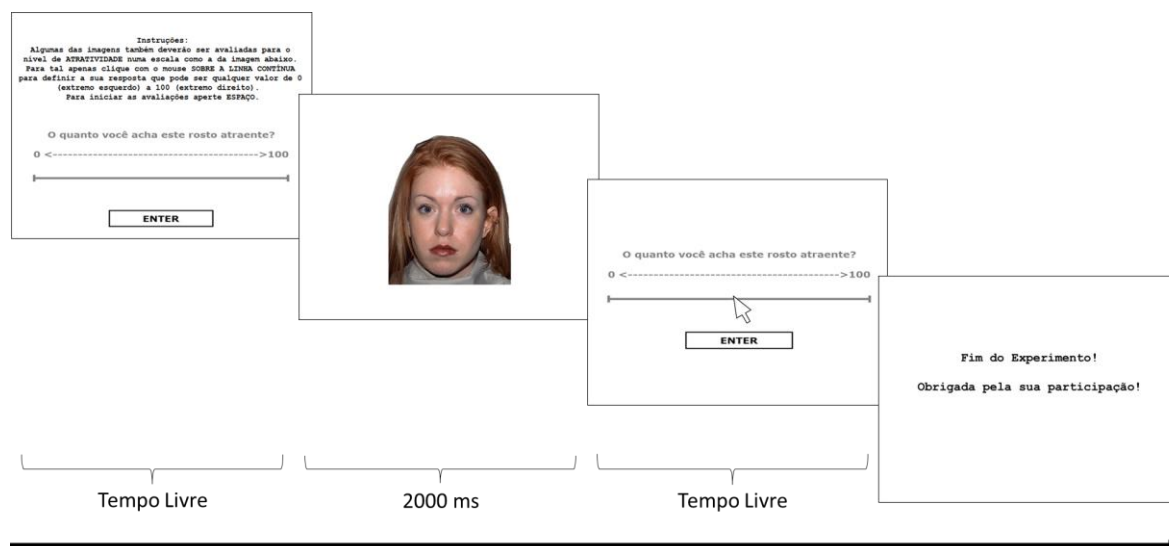 Instruções:
Algumas das imagens também deverão ser avaliadas para o
nível de ATRATIVIDADE numa escala como a da imagem abaixo.
Para tal apenas clique com o mouse SOBRE A LINHA CONTÍNUA
para definir a sua resposta que pode ser qualquer valor de 0
(extremo esquerdo) a 100 (extremo direito).
Para iniciar as avaliações aperte ESPAÇO.
O quanto você acha este rosto atraente?
0 <----------------------------------------->100
ENTER
O quanto você acha este rosto atraente?
0 <----------------------------------------->100
ENTER
Fim do Experimento!
Obrigada pela sua participação!
Tempo Livre
2000 ms
Tempo Livre